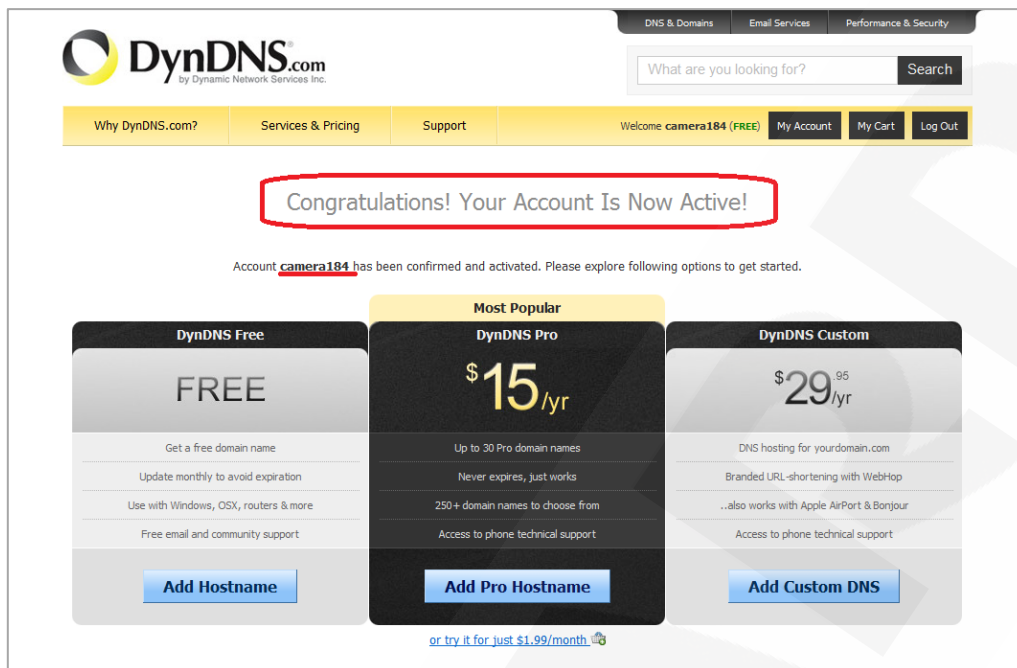 DNS & Domains Email Services Performance & Security
DynDNS.com
by Dynamic Network Services Inc.
What are you looking for? Search
Why DynDNS.com? Services & Pricing Support Welcome camera184 (FREE) My Account My Cart Log Out
Congratulations! Your Account Is Now Active!
Account camera184 has been confirmed and activated. Please explore following options to get started.
Most Popular
DynDNS Free DynDNS Pro DynDNS Custom
FREE $15/yr $29.95/yr
Get a free domain name Up to 30 Pro domain names DNS hosting for yourdomain.com
Update monthly to avoid expiration Never expires, just works Branded URL-shortening with WebHop
Use with Windows, OSX, routers & more 250+ domain names to choose from ..also works with Apple AirPort & Bonjour
Free email and community support Access to phone technical support Access to phone technical support
Add Hostname Add Pro Hostname Add Custom DNS
or try it for just $1.99/month